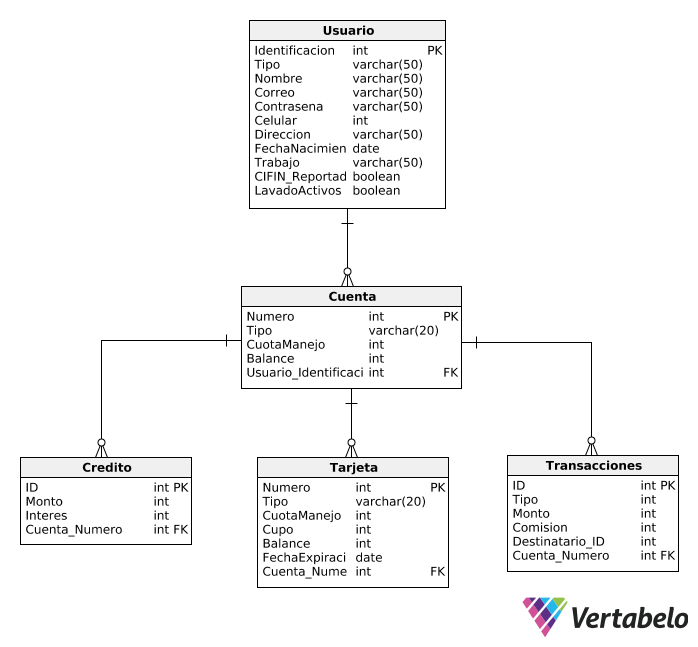 Usuario
Identificacion int PK
Tipo varchar(50)
Nombre varchar(50)
Correo varchar(50)
Contrasena varchar(50)
Celular int
Direccion varchar(50)
FechaNacimien date
Trabajo varchar(50)
CIFIN_Reportad boolean
LavadoActivos boolean
Cuenta
Numero int PK
Tipo varchar(20)
CuotaManejo int
Balance int
Usuario_Identificaci int FK
Credito
ID int PK
Monto int
Interes int
Cuenta_Numero int FK
Tarjeta
Numero int PK
Tipo varchar(20)
CuotaManejo int
Cupo int
Balance int
FechaExpiraci date
Cuenta_Nume int FK
Transacciones
ID int PK
Tipo int
Monto int
Comision int
Destinatario_ID int
Cuenta_Numero int FK
Vertabelo